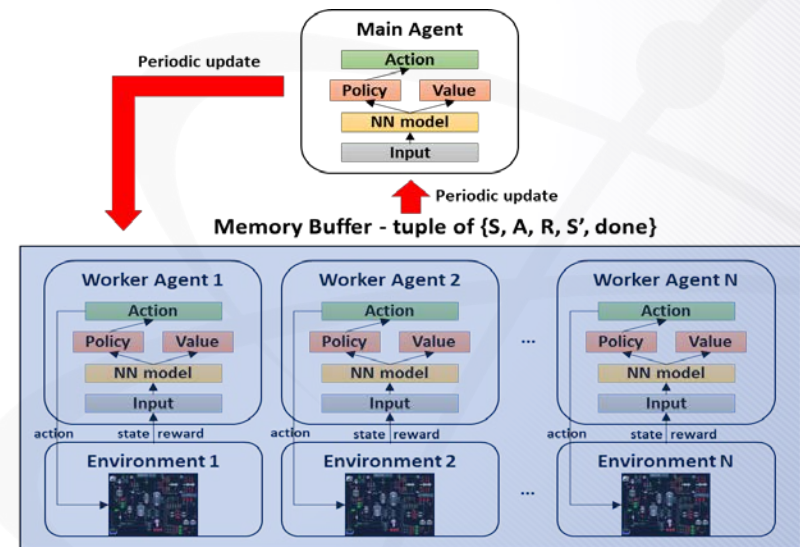 Main Agent
Periodic update
Action
Policy Value
NN model
Input
Periodic update
Memory Buffer - tuple of {S, A, R, S’, done}
Worker Agent 1 Worker Agent 2 Worker Agent N
Action Action Action
Policy Value Policy Value ... Policy Value
NN model NN model NN model
Input Input Input
action state reward action state reward action state reward
Environment 1 Environment 2 Environment N
...